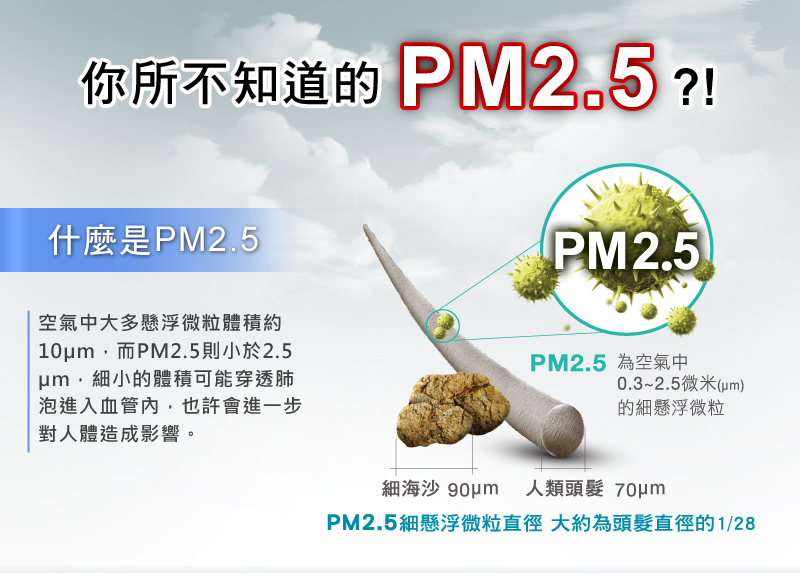 你所不知道的 PM2.5 ?!
什麼是PM2.5
空氣中大多懸浮微粒體積約
10μm，而PM2.5則小於2.5
μm，細小的體積可能穿透肺
泡進入血管內，也許會進一步
對人體造成影響。
PM2.5
PM2.5 為空氣中
0.3~2.5微米(μm)
的細懸浮微粒
細海沙 90μm
人類頭髮 70μm
PM2.5細懸浮微粒直徑 大約為頭髮直徑的1/28